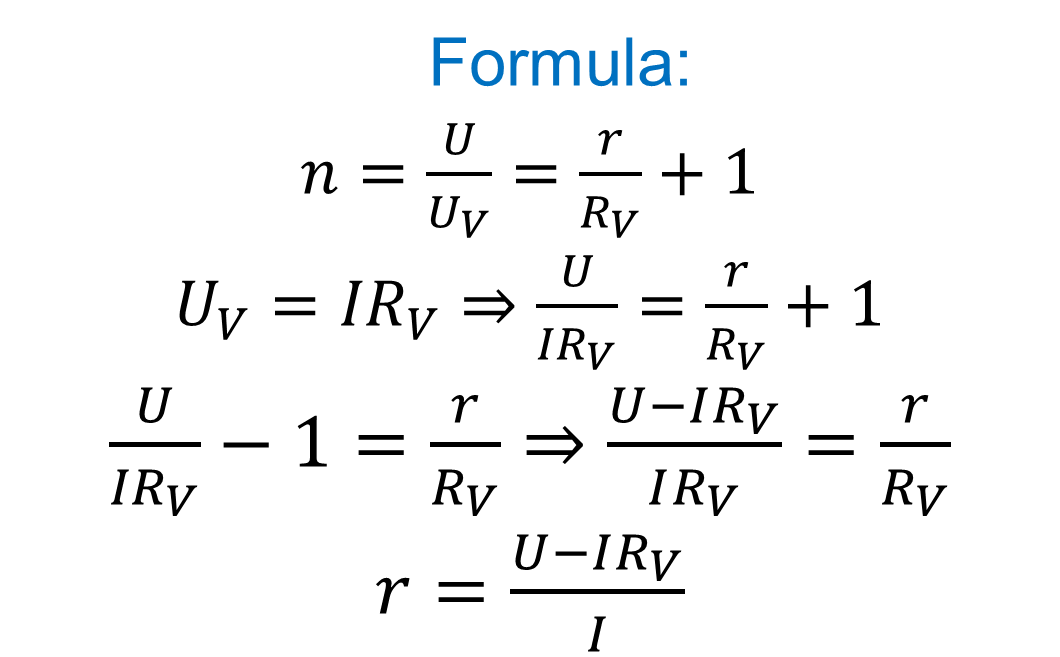 Formula:
n = U/U_V = r/R_V + 1
U_V = IR_V ⇒ U/IR_V = r/R_V + 1
U/IR_V − 1 = r/R_V ⇒ U−IR_V/IR_V = r/R_V
r = U−IR_V/I